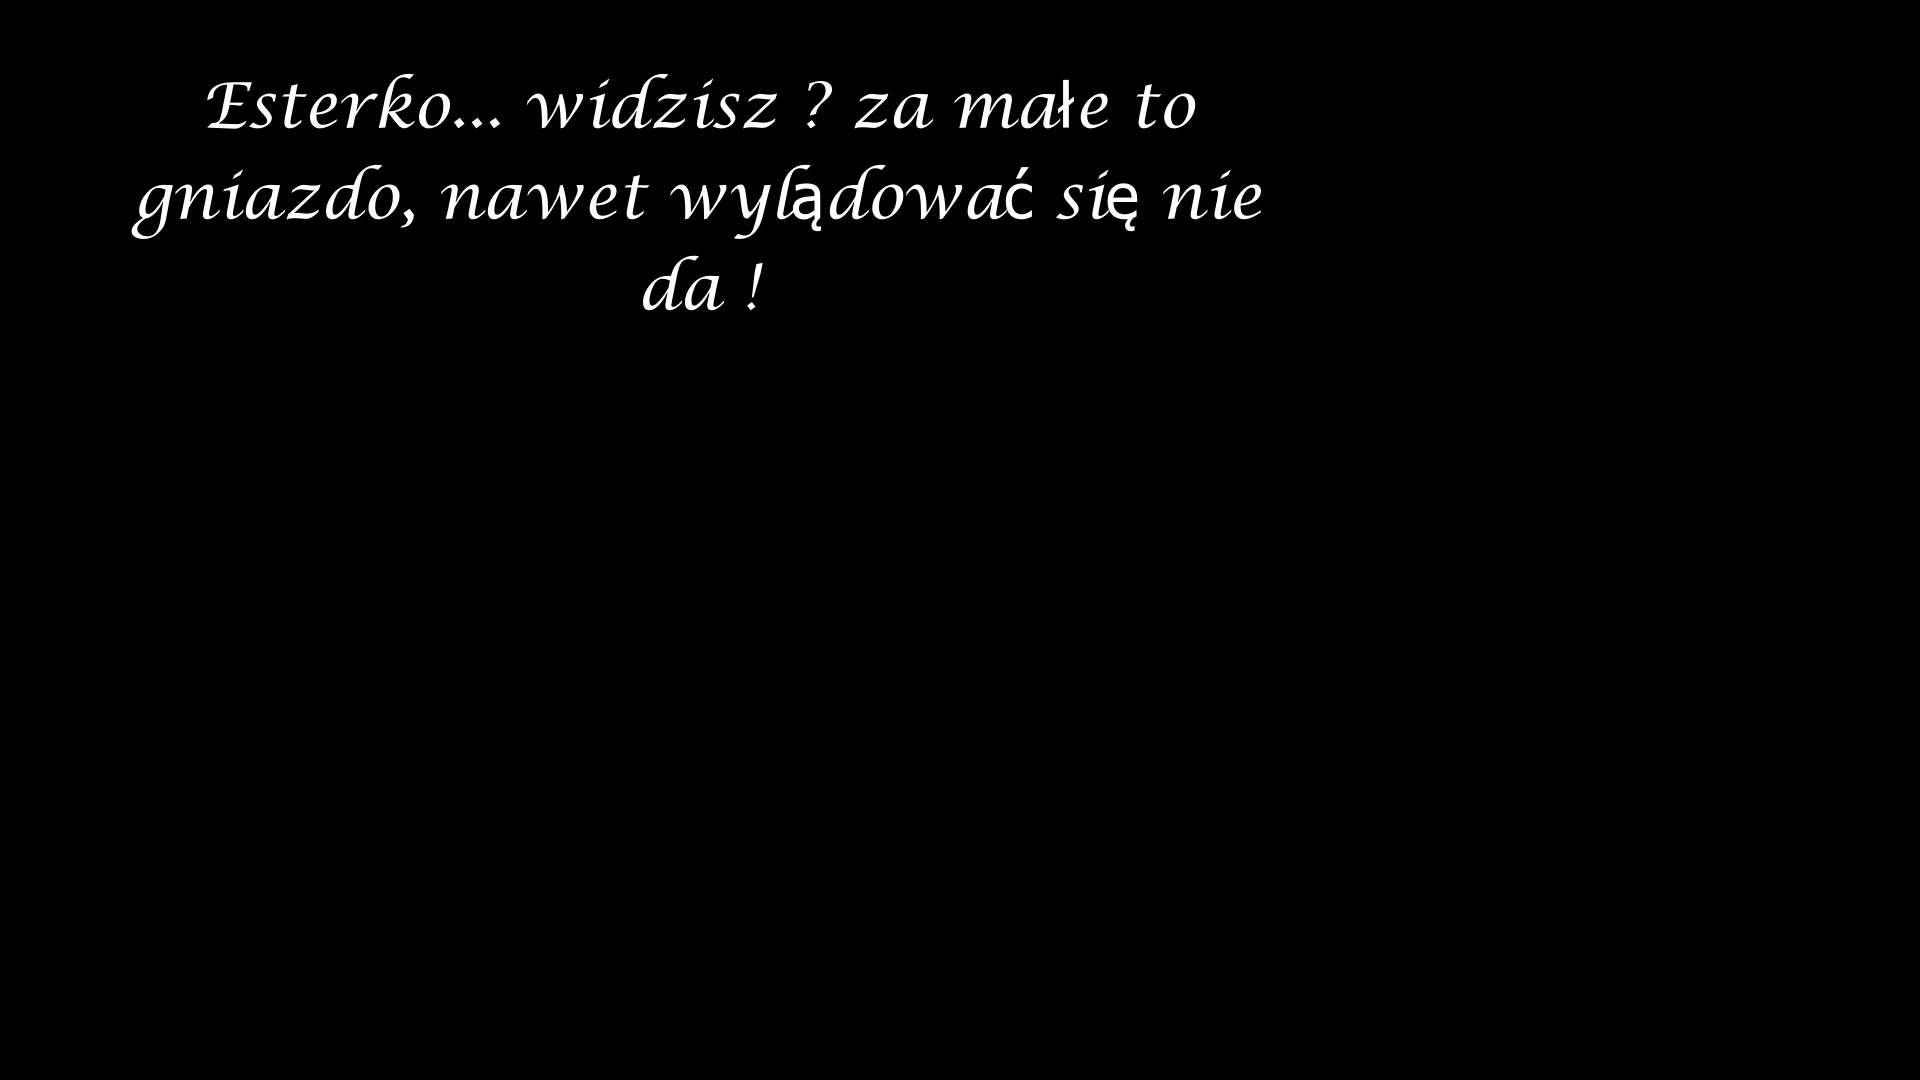 Esterko... widzisz ? za małe to
gniazdo, nawet wylądować się nie
da !